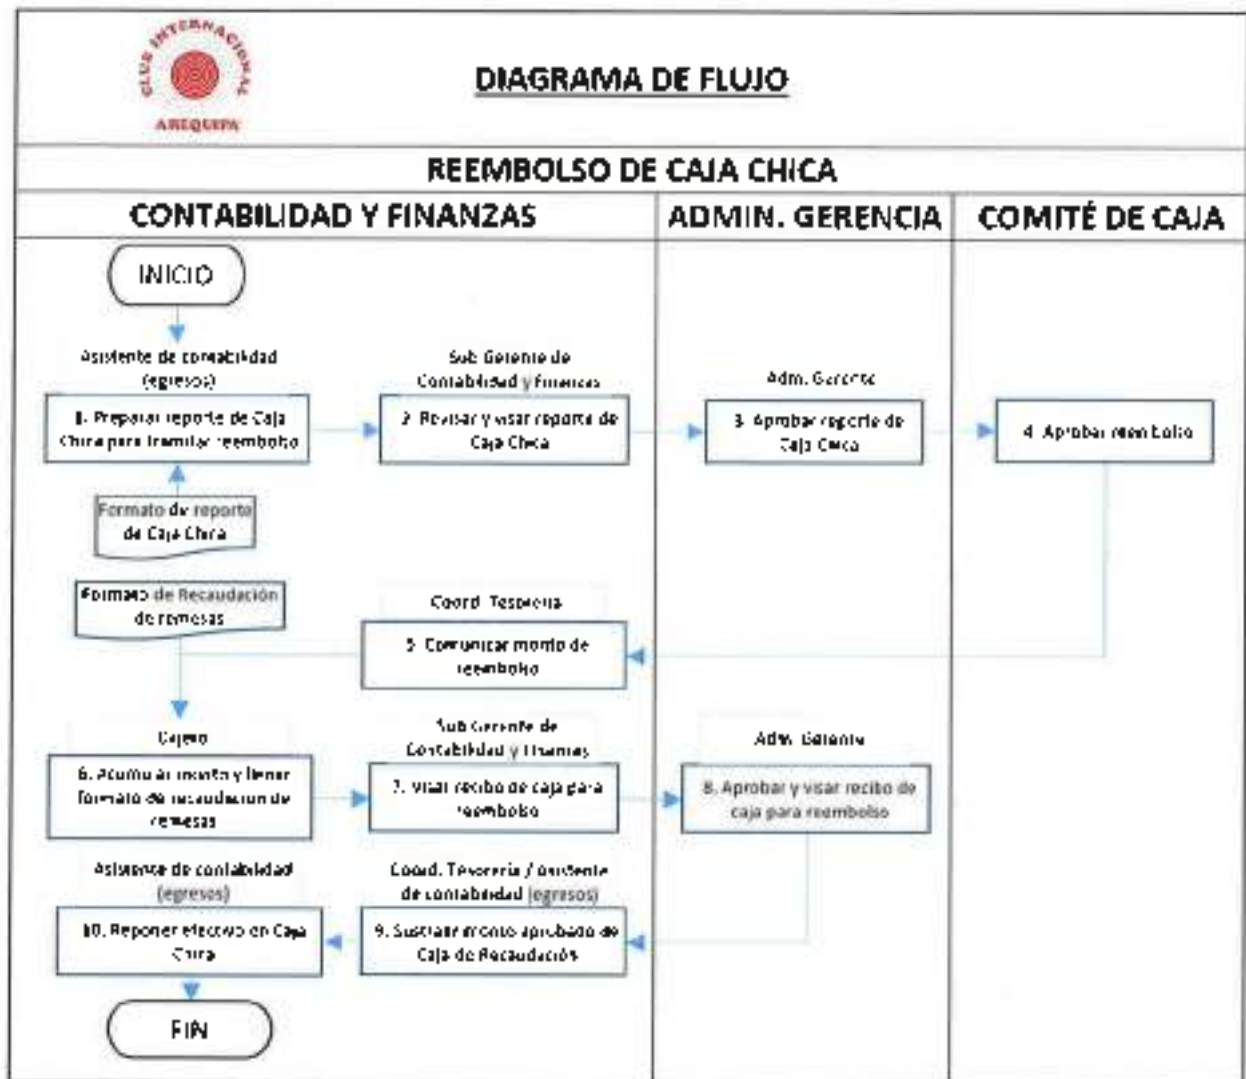 CLUB INTERNACIONAL
AREQUIPA
DIAGRAMA DE FLUJO
REEMBOLSO DE CAJA CHICA
CONTABILIDAD Y FINANZAS
ADMIN. GERENCIA
COMITÉ DE CAJA
INICIO
Asistente de contabilidad
(egresos)
1. Preparar reporte de Caja
Chica para tramitar reembolso
Sub Gerente de
Contabilidad y Finanzas
2. Revisar y visar reporte de
Caja Chica
Adm. Gerente
3. Aprobar reporte de
Caja Chica
4. Aprobar reembolso
Formato de reporte
de Caja Chica
Formato de Recaudación
de remesas
Coord. Tesorería
5. Comunicar monto de
reembolso
Cajero
6. Acumular monto y llenar
formato de recaudación de
remesas
Sub Gerente de
Contabilidad y Finanzas
7. Visar recibo de caja para
reembolso
Adm. Gerente
8. Aprobar y visar recibo de
caja para reembolso
Asistente de contabilidad
(egresos)
10. Reponer efectivo en Caja
Chica
Coord. Tesorería / asistente
de contabilidad (egresos)
9. Sustraer monto aprobado de
Caja de Recaudación
FIN